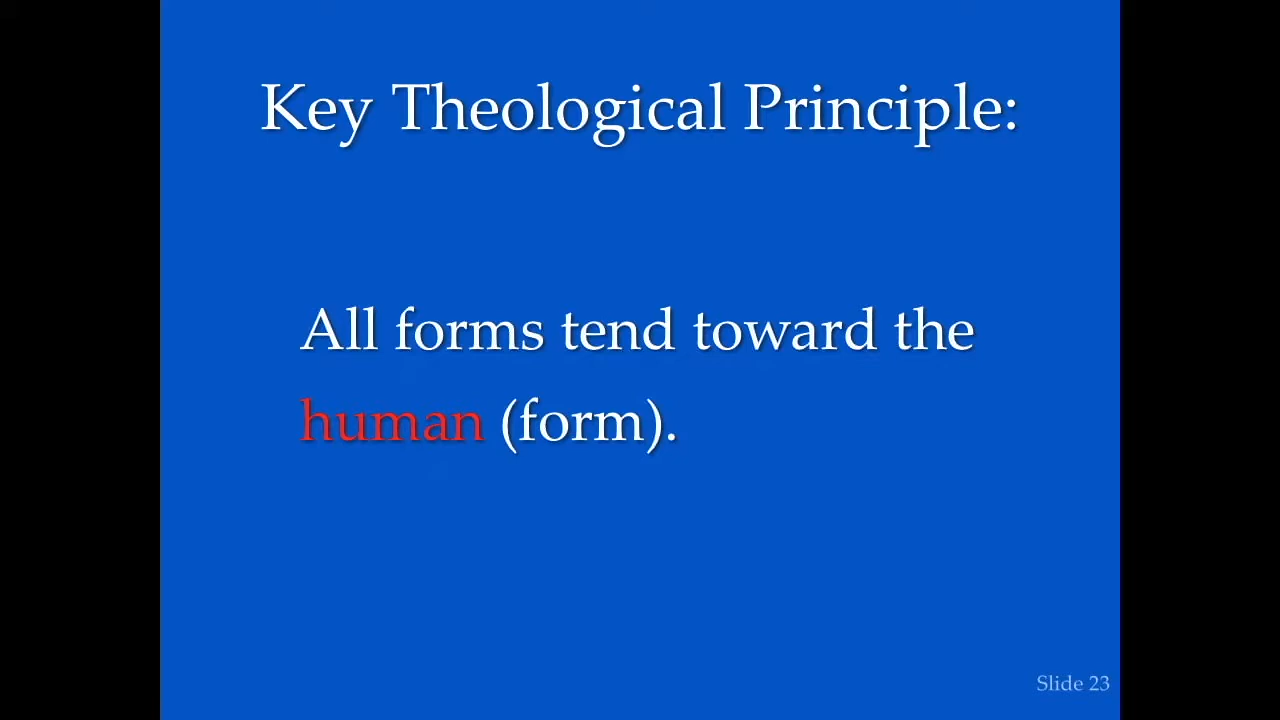 Key Theological Principle:
All forms tend toward the
human (form).
Slide 23